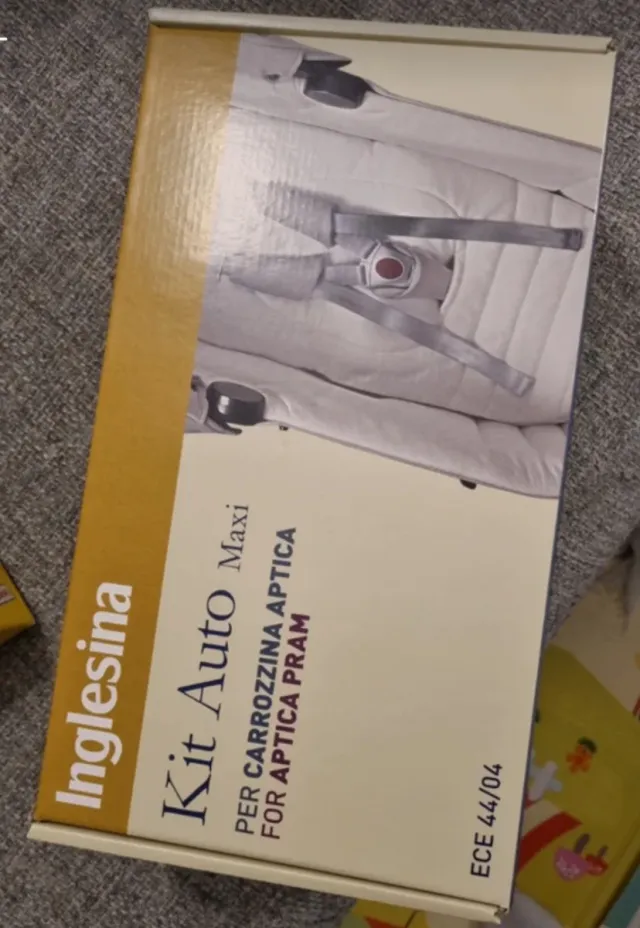 Inglesina
Kit Auto Maxi
PER CARROZZINA APTICA
FOR APTICA PRAM
ECE 44/04